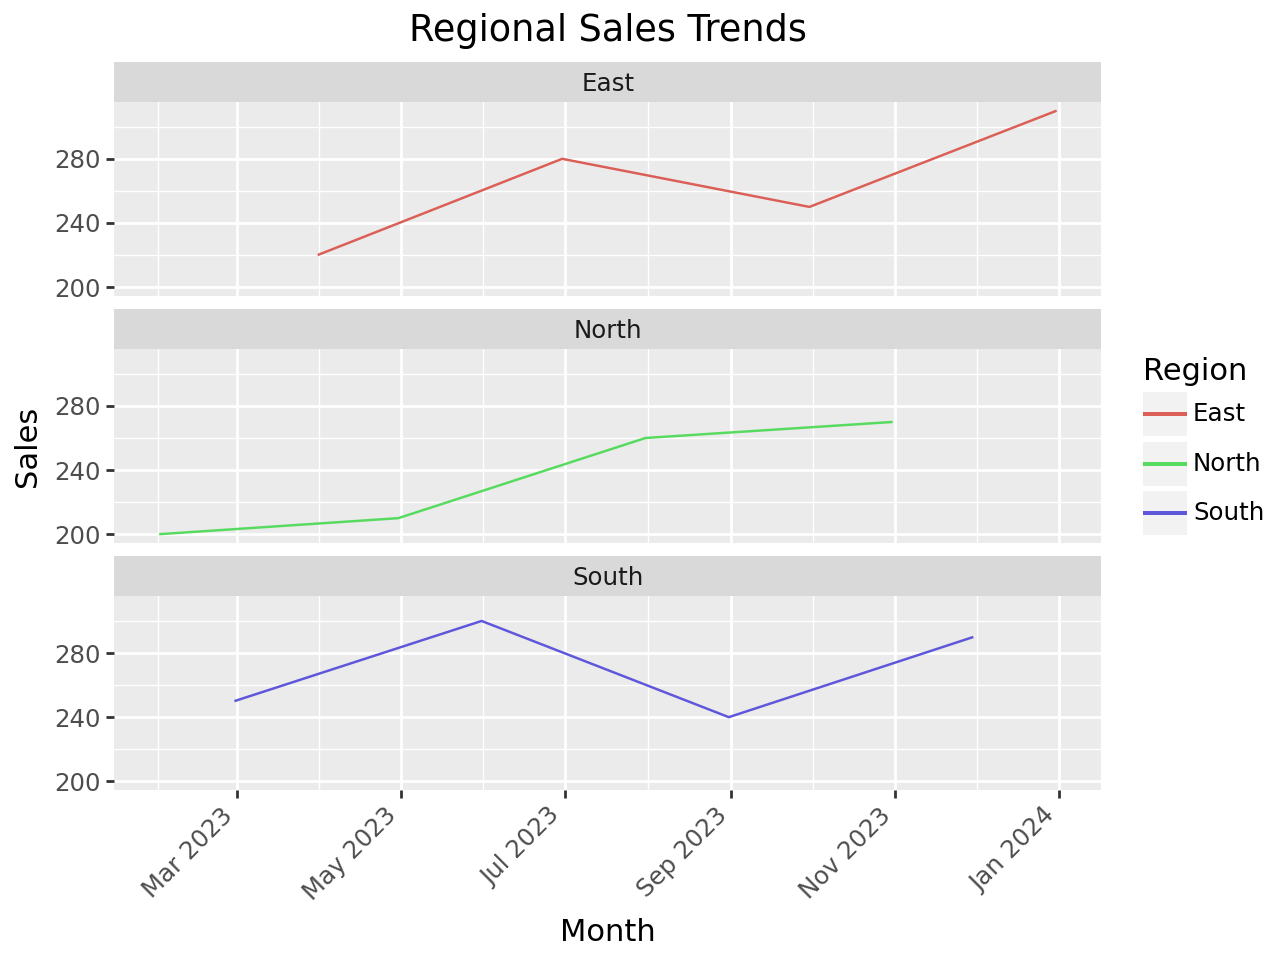 Regional Sales Trends
East
280
240
200
North
280
240
200
South
280
240
200
Sales
Mar 2023
May 2023
Jul 2023
Sep 2023
Nov 2023
Jan 2024
Month
Region
East
North
South